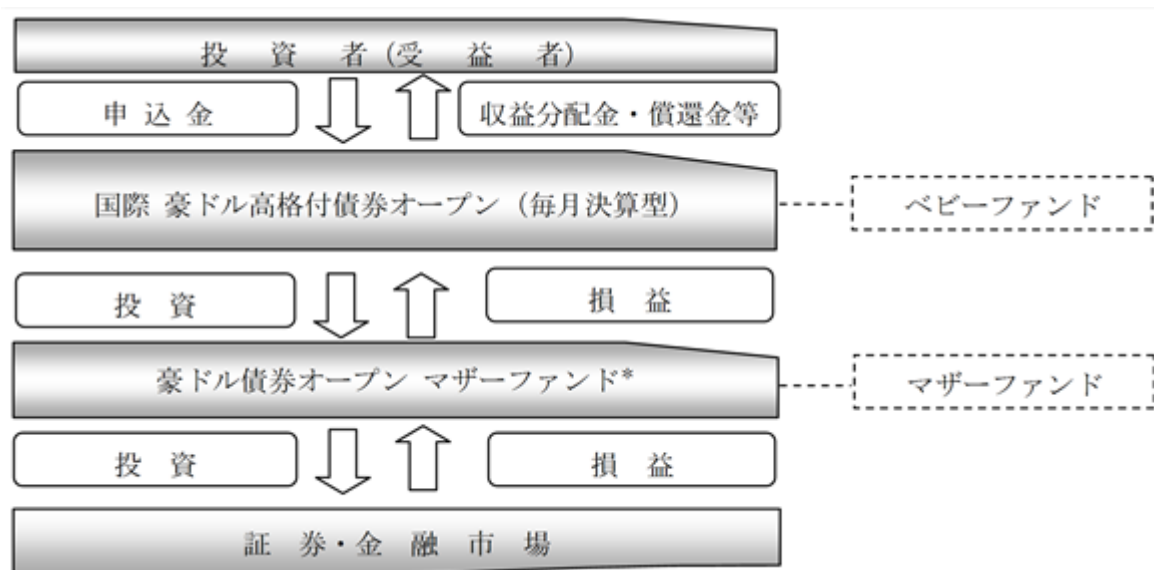 投資者(受益者)
申込金
収益分配金・償還金等
国際 豪ドル高格付債券オープン（毎月決算型）
ベビーファンド
投資
損益
豪ドル債券オープン マザーファンド*
マザーファンド
投資
損益
証券・金融市場